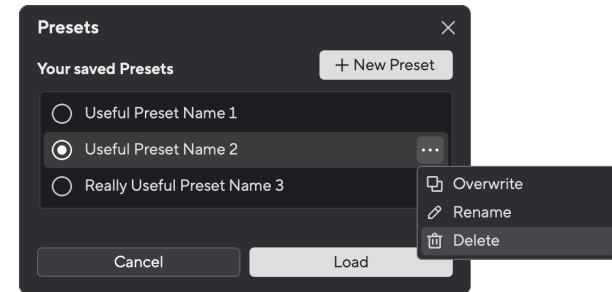 Presets
Your saved Presets
+ New Preset
Useful Preset Name 1
Useful Preset Name 2
Really Useful Preset Name 3
Overwrite
Rename
Delete
Cancel
Load